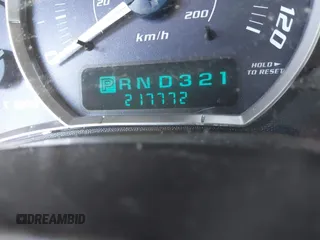 20
200
120
km/h
HOLD ▶
TO RESET
PRND321
217772
DREAMBID